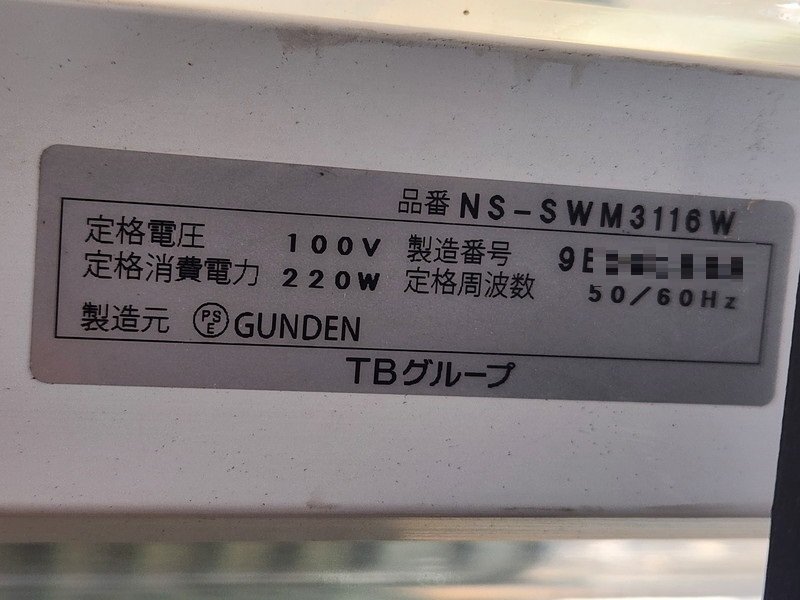 品番 NS-SWM3116W
定格電圧 100V 製造番号 9E
定格消費電力 220W 定格周波数 50/60Hz
製造元 PSE GUNDEN
TBグループ